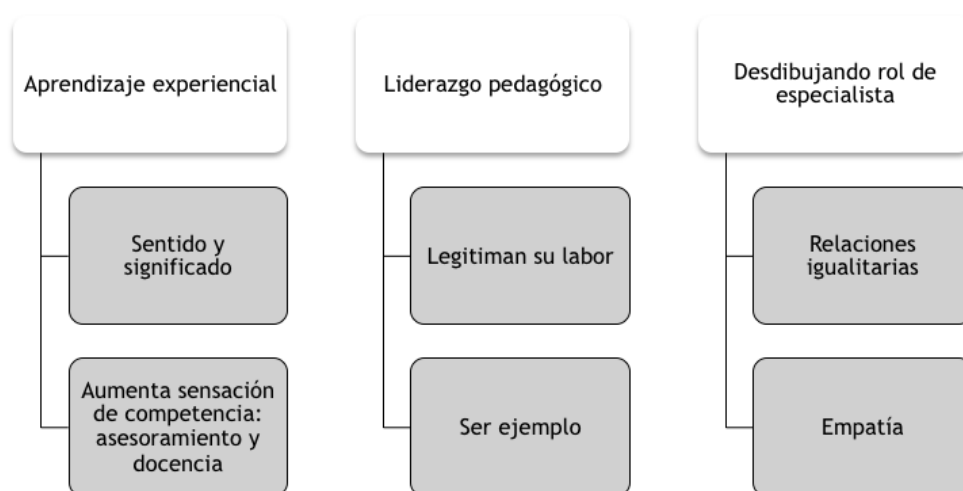 Aprendizaje experiencial
Sentido y
significado
Aumenta sensación
de competencia:
asesoramiento y
docencia
Liderazgo pedagógico
Legitiman su labor
Ser ejemplo
Desdibujando rol de
especialista
Relaciones
igualitarias
Empatía